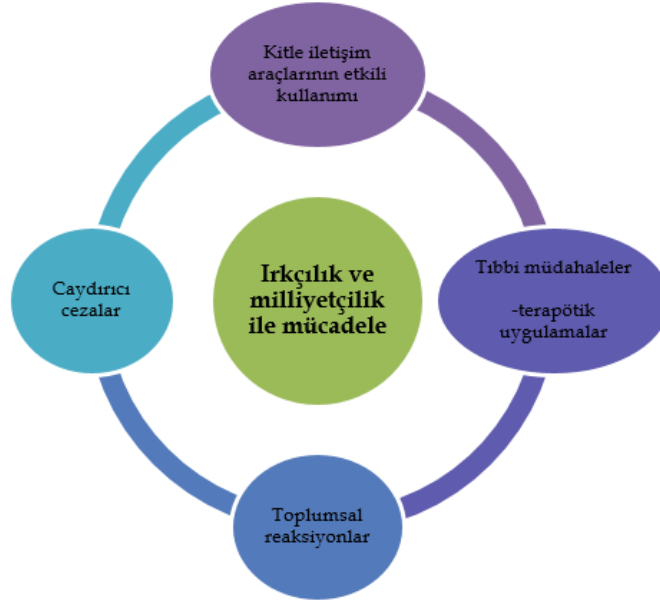 Kitle iletişim
araçlarının etkili
kullanımı
Tıbbi müdahaleler
-terapötik
uygulamalar
Toplumsal
reaksiyonlar
Caydırıcı
cezalar
Irkçılık ve
milliyetçilik
ile mücadele